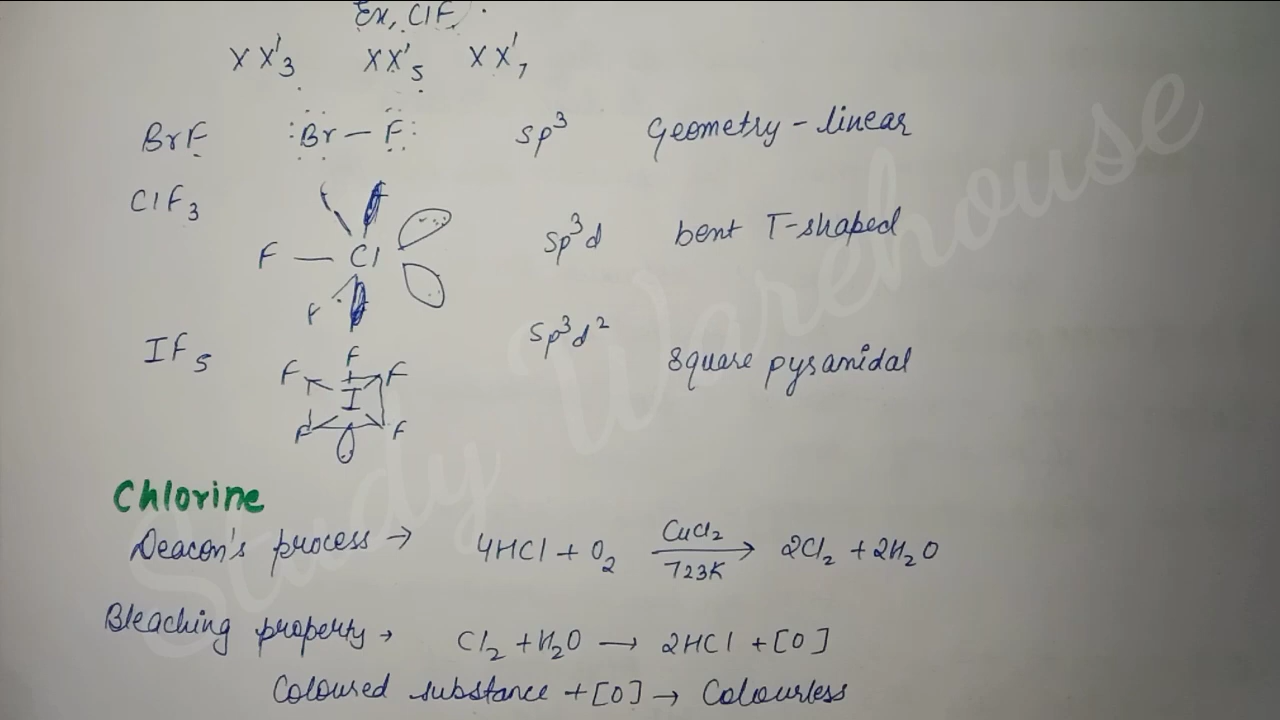 Ex, ClF
XX'3 XX'5 XX'7
BrF :Br — F: sp³ Geometry - linear
ClF3
F F
F — Cl sp³d bent T-shaped
F
IF5 sp³d²
F
F F square pyramidal
I
F F
Chlorine
Deacon's process → 4HCl + O2 CuCl2 723K → 2Cl2 + 2H2O
Bleaching property → Cl2 + H2O → 2HCl + [O]
Coloured substance + [O] → Colourless
Study Warehouse